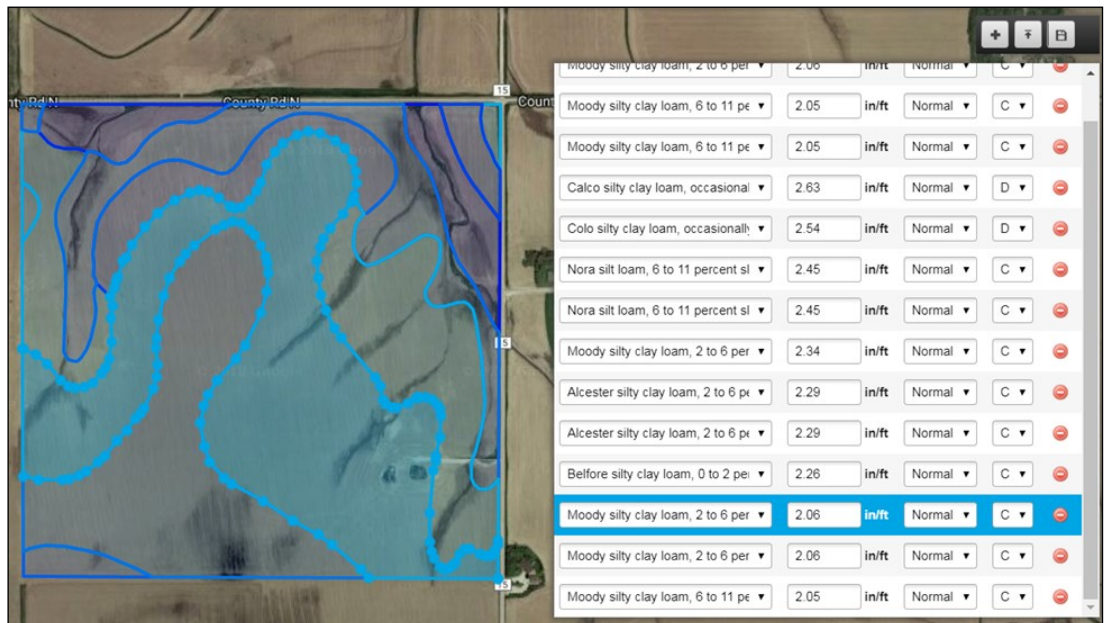 15
nty Rd N County Rd N Count
15
15
Moody silty clay loam, 2 to 6 per 2.06 in/ft Normal C
Moody silty clay loam, 6 to 11 pe 2.05 in/ft Normal C
Moody silty clay loam, 6 to 11 pe 2.05 in/ft Normal C
Calco silty clay loam, occasional 2.63 in/ft Normal D
Colo silty clay loam, occasionally 2.54 in/ft Normal D
Nora silt loam, 6 to 11 percent sl 2.45 in/ft Normal C
Nora silt loam, 6 to 11 percent sl 2.45 in/ft Normal C
Moody silty clay loam, 2 to 6 per 2.34 in/ft Normal C
Alcester silty clay loam, 2 to 6 pe 2.29 in/ft Normal C
Alcester silty clay loam, 2 to 6 pe 2.29 in/ft Normal C
Belfore silty clay loam, 0 to 2 per 2.26 in/ft Normal C
Moody silty clay loam, 2 to 6 per 2.06 in/ft Normal C
Moody silty clay loam, 2 to 6 per 2.06 in/ft Normal C
Moody silty clay loam, 6 to 11 pe 2.05 in/ft Normal C